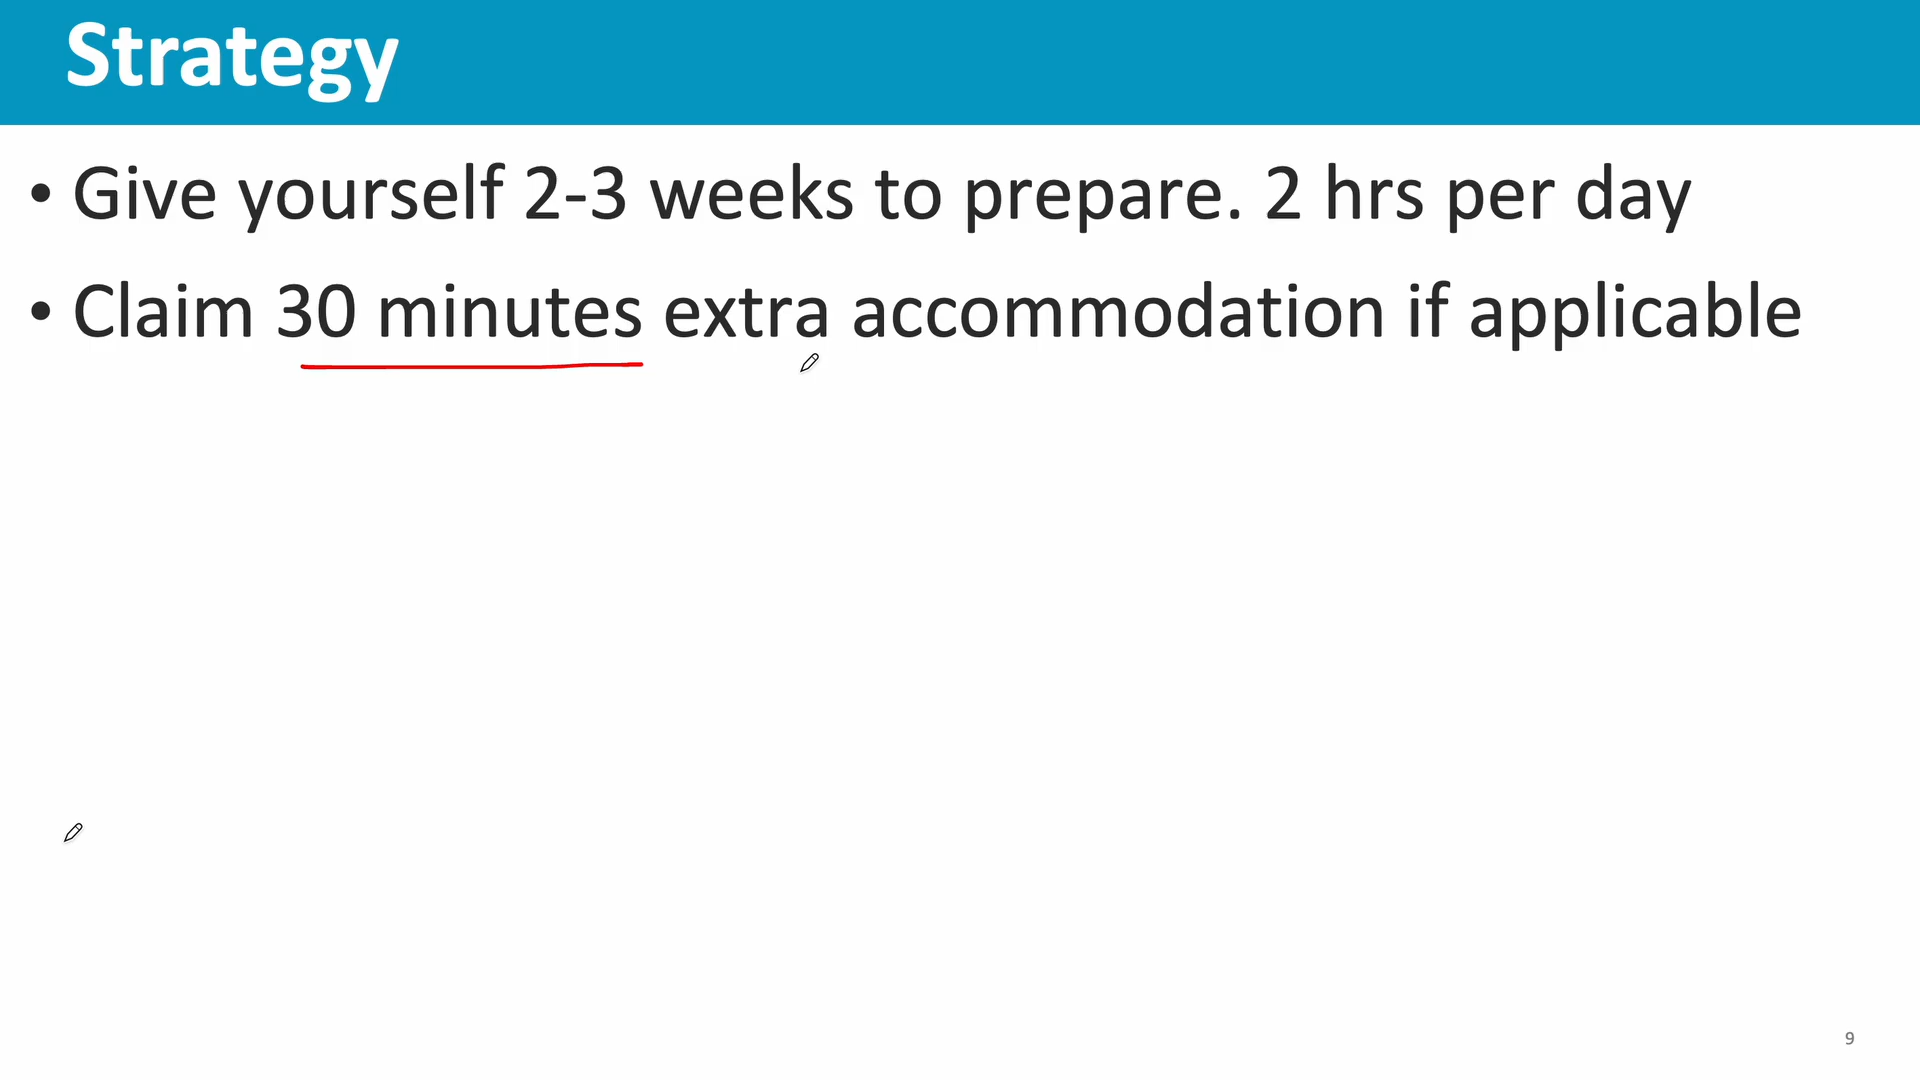 Strategy
• Give yourself 2-3 weeks to prepare. 2 hrs per day
• Claim 30 minutes extra accommodation if applicable
9